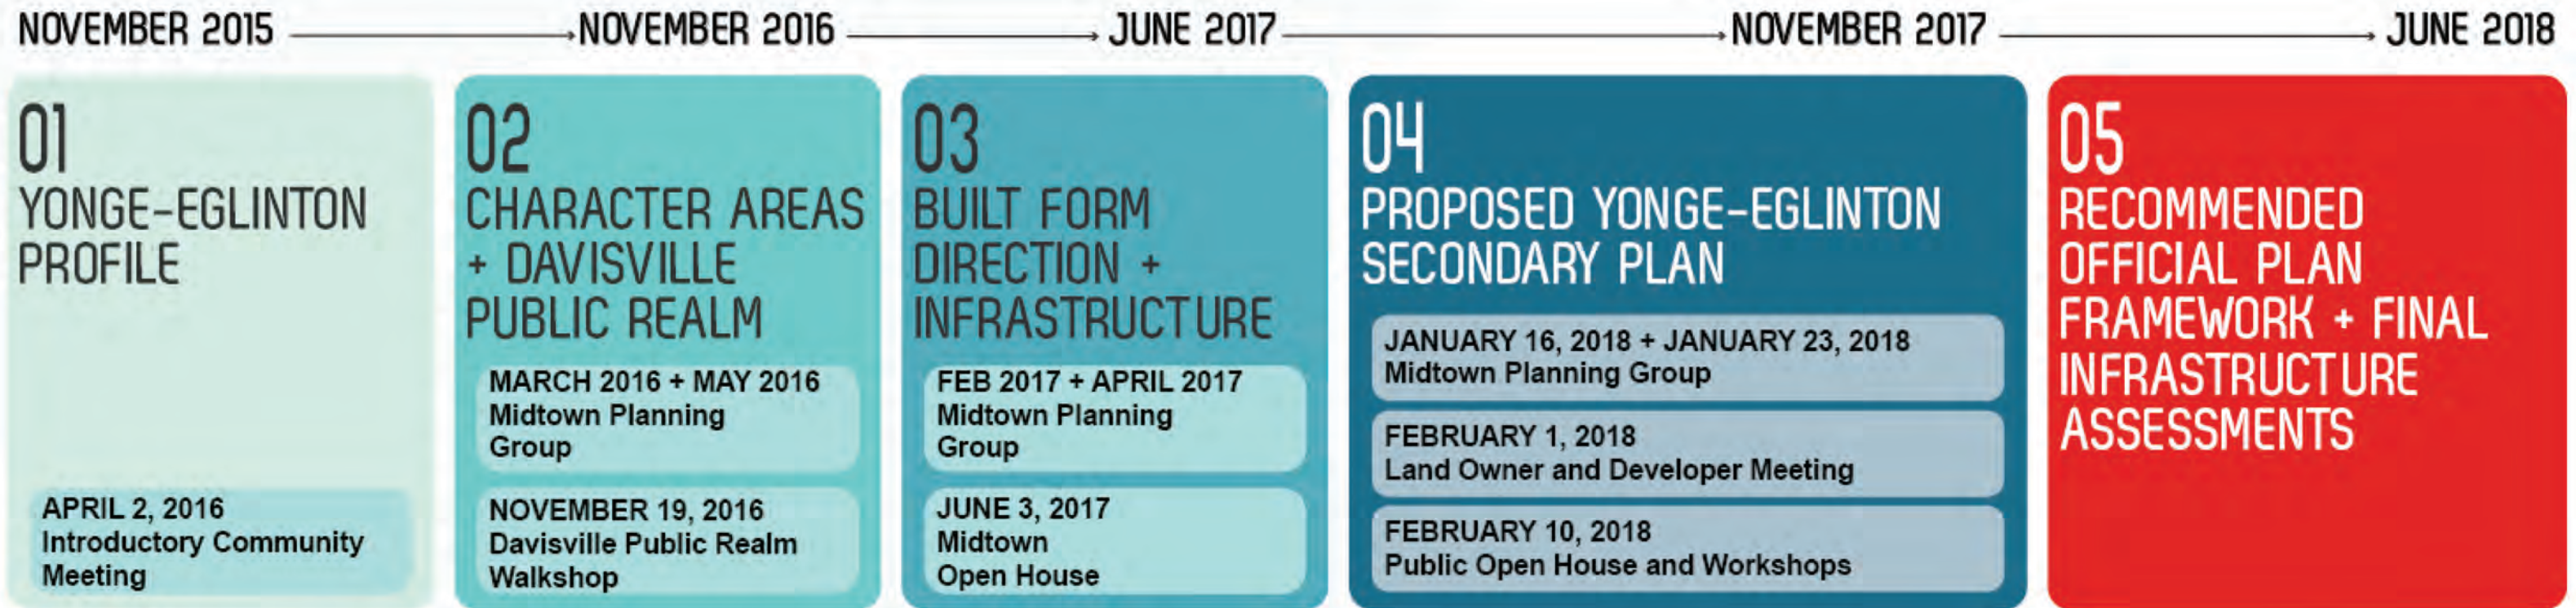 NOVEMBER 2015
NOVEMBER 2016
JUNE 2017
NOVEMBER 2017
JUNE 2018
01
YONGE-EGLINTON
PROFILE
APRIL 2, 2016
Introductory Community
Meeting
02
CHARACTER AREAS
+ DAVISVILLE
PUBLIC REALM
MARCH 2016 + MAY 2016
Midtown Planning
Group
NOVEMBER 19, 2016
Davisville Public Realm
Walkshop
03
BUILT FORM
DIRECTION +
INFRASTRUCTURE
FEB 2017 + APRIL 2017
Midtown Planning
Group
JUNE 3, 2017
Midtown
Open House
04
PROPOSED YONGE-EGLINTON
SECONDARY PLAN
JANUARY 16, 2018 + JANUARY 23, 2018
Midtown Planning Group
FEBRUARY 1, 2018
Land Owner and Developer Meeting
FEBRUARY 10, 2018
Public Open House and Workshops
05
RECOMMENDED
OFFICIAL PLAN
FRAMEWORK + FINAL
INFRASTRUCTURE
ASSESSMENTS